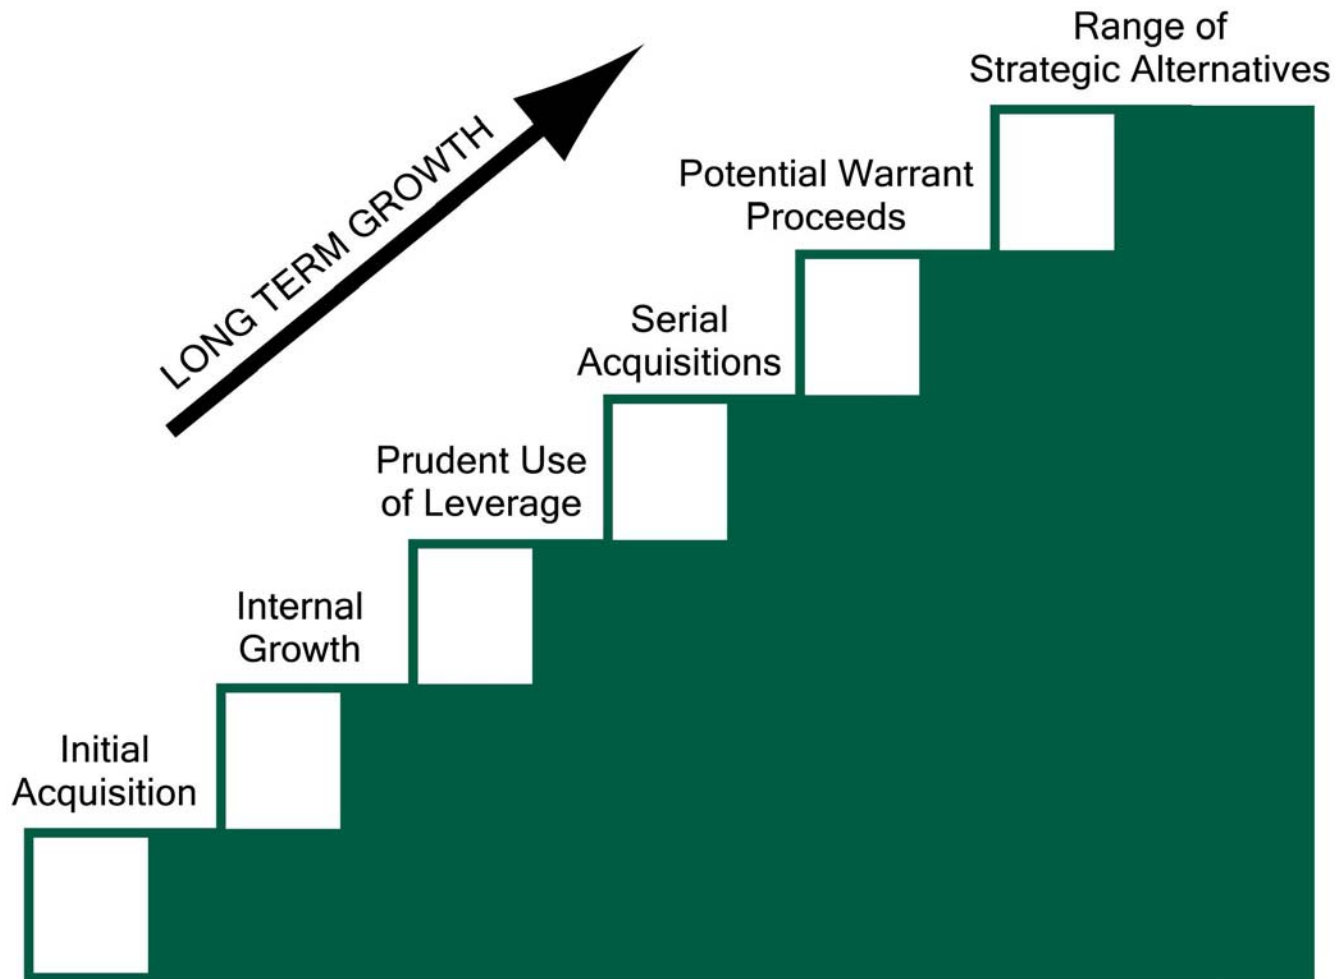 Range of
Strategic Alternatives
LONG TERM GROWTH
Potential Warrant
Proceeds
Serial
Acquisitions
Prudent Use
of Leverage
Internal
Growth
Initial
Acquisition